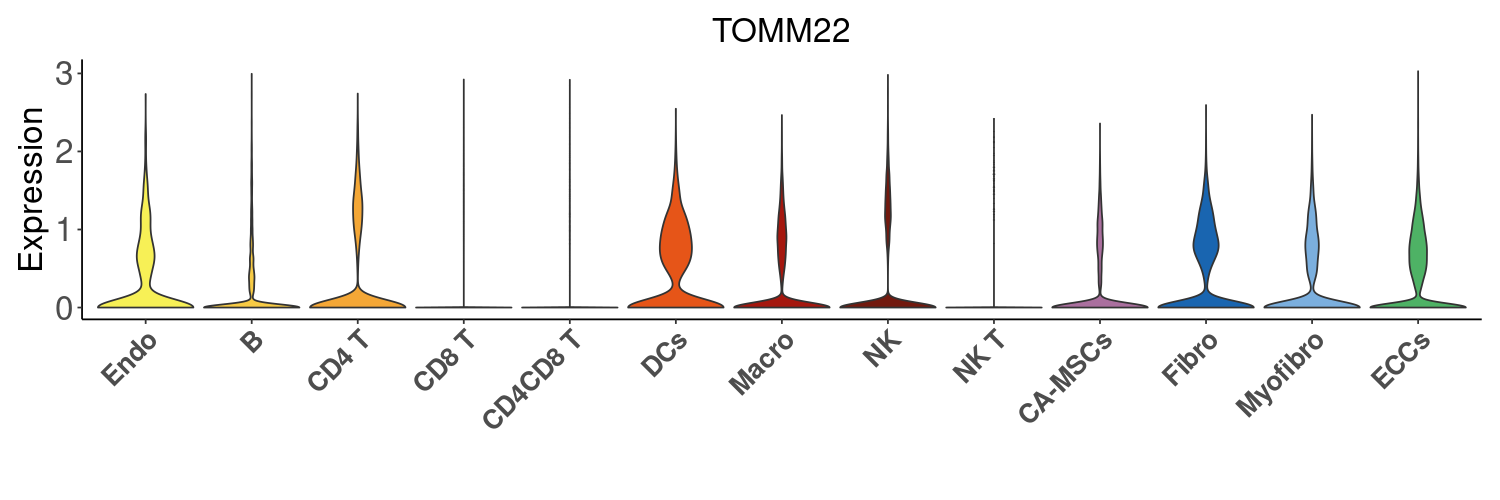 TOMM22
Expression
3
2
1
0
Endo
B
CD4 T
CD8 T
CD4CD8 T
DCs
Macro
NK
NK T
CA-MSCs
Fibro
Myofibro
ECCs